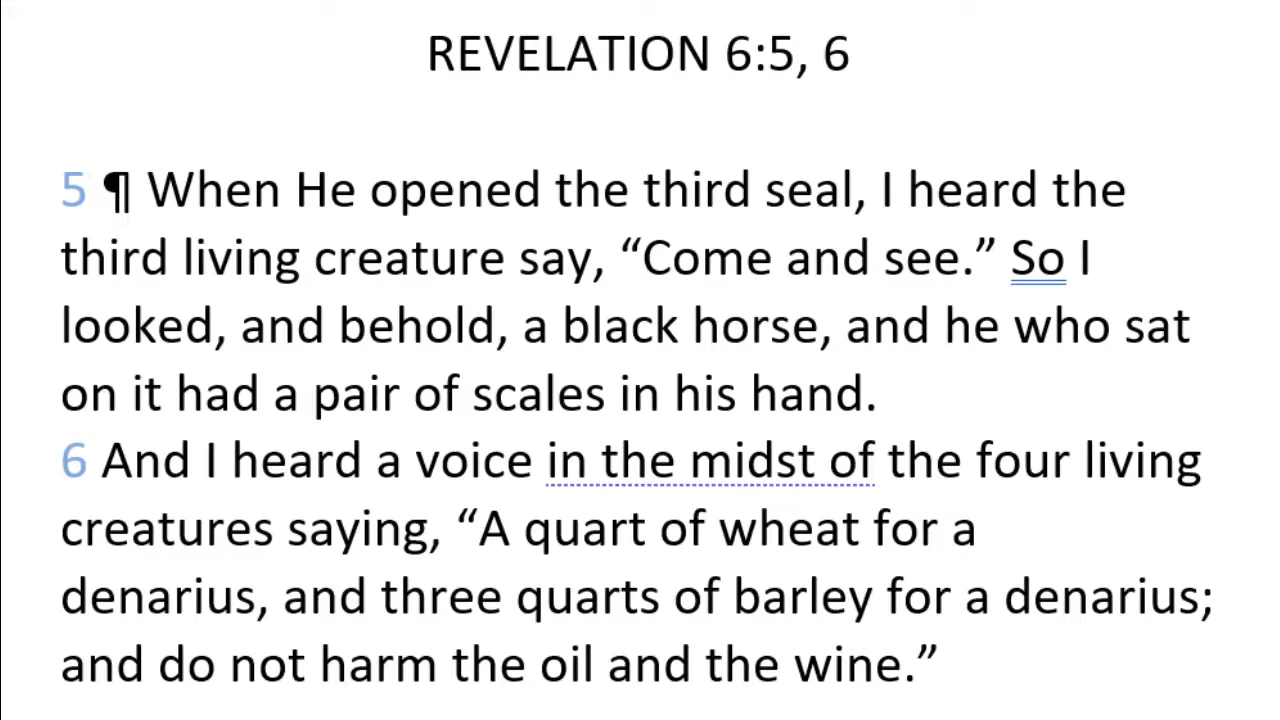 REVELATION 6:5, 6
5 ¶ When He opened the third seal, I heard the
third living creature say, “Come and see.” So I
looked, and behold, a black horse, and he who sat
on it had a pair of scales in his hand.
6 And I heard a voice in the midst of the four living
creatures saying, “A quart of wheat for a
denarius, and three quarts of barley for a denarius;
and do not harm the oil and the wine.”